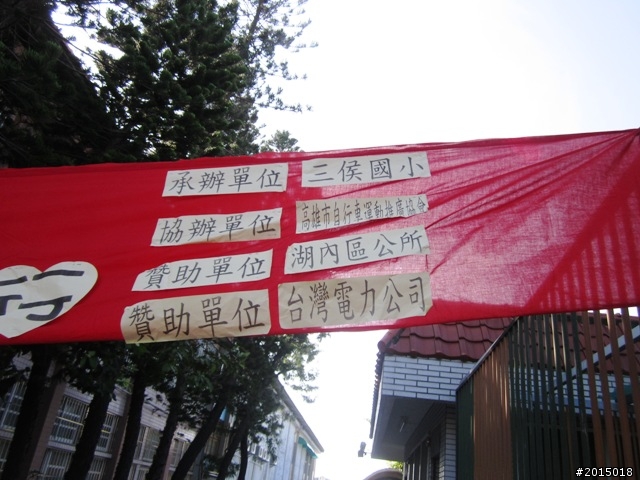 承辦單位 三侯國小
協辦單位 高雄市自行車運動推廣協會
贊助單位 湖內區公所
贊助單位 台灣電力公司
行
#2015018